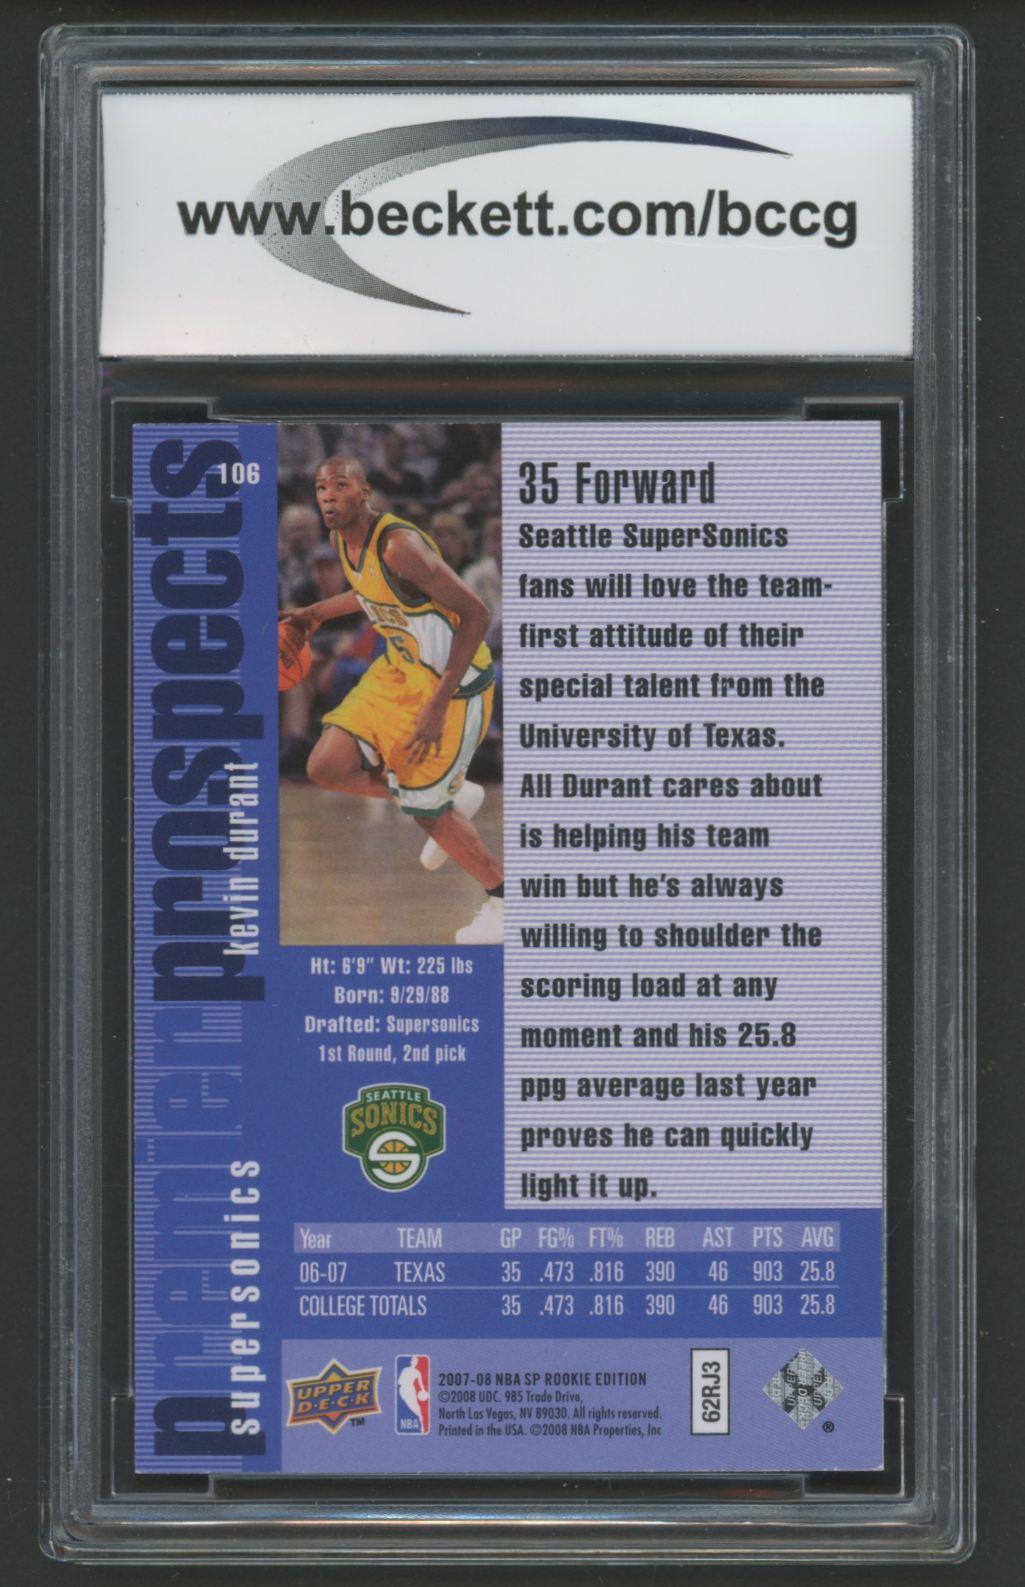 www.beckett.com/bccg
106
premier prospects
kevin durant
supersonics
35 Forward
Seattle SuperSonics
fans will love the team-
first attitude of their
special talent from the
University of Texas.
All Durant cares about
is helping his team
win but he's always
willing to shoulder the
scoring load at any
moment and his 25.8
ppg average last year
proves he can quickly
light it up.
Ht: 6'9" Wt: 225 lbs
Born: 9/29/88
Drafted: Supersonics
1st Round, 2nd pick
SEATTLE
SONICS
Year TEAM GP FG% FT% REB AST PTS AVG
06-07 TEXAS 35 .473 .816 390 46 903 25.8
COLLEGE TOTALS 35 .473 .816 390 46 903 25.8
UPPER
D·E·C·K
TM
NBA
2007-08 NBA SP ROOKIE EDITION
©2008 UDC. 985 Trade Drive,
North Las Vegas, NV 89030. All rights reserved.
Printed in the USA. ©2008 NBA Properties, Inc
62RJ3
UPPER DECK
®